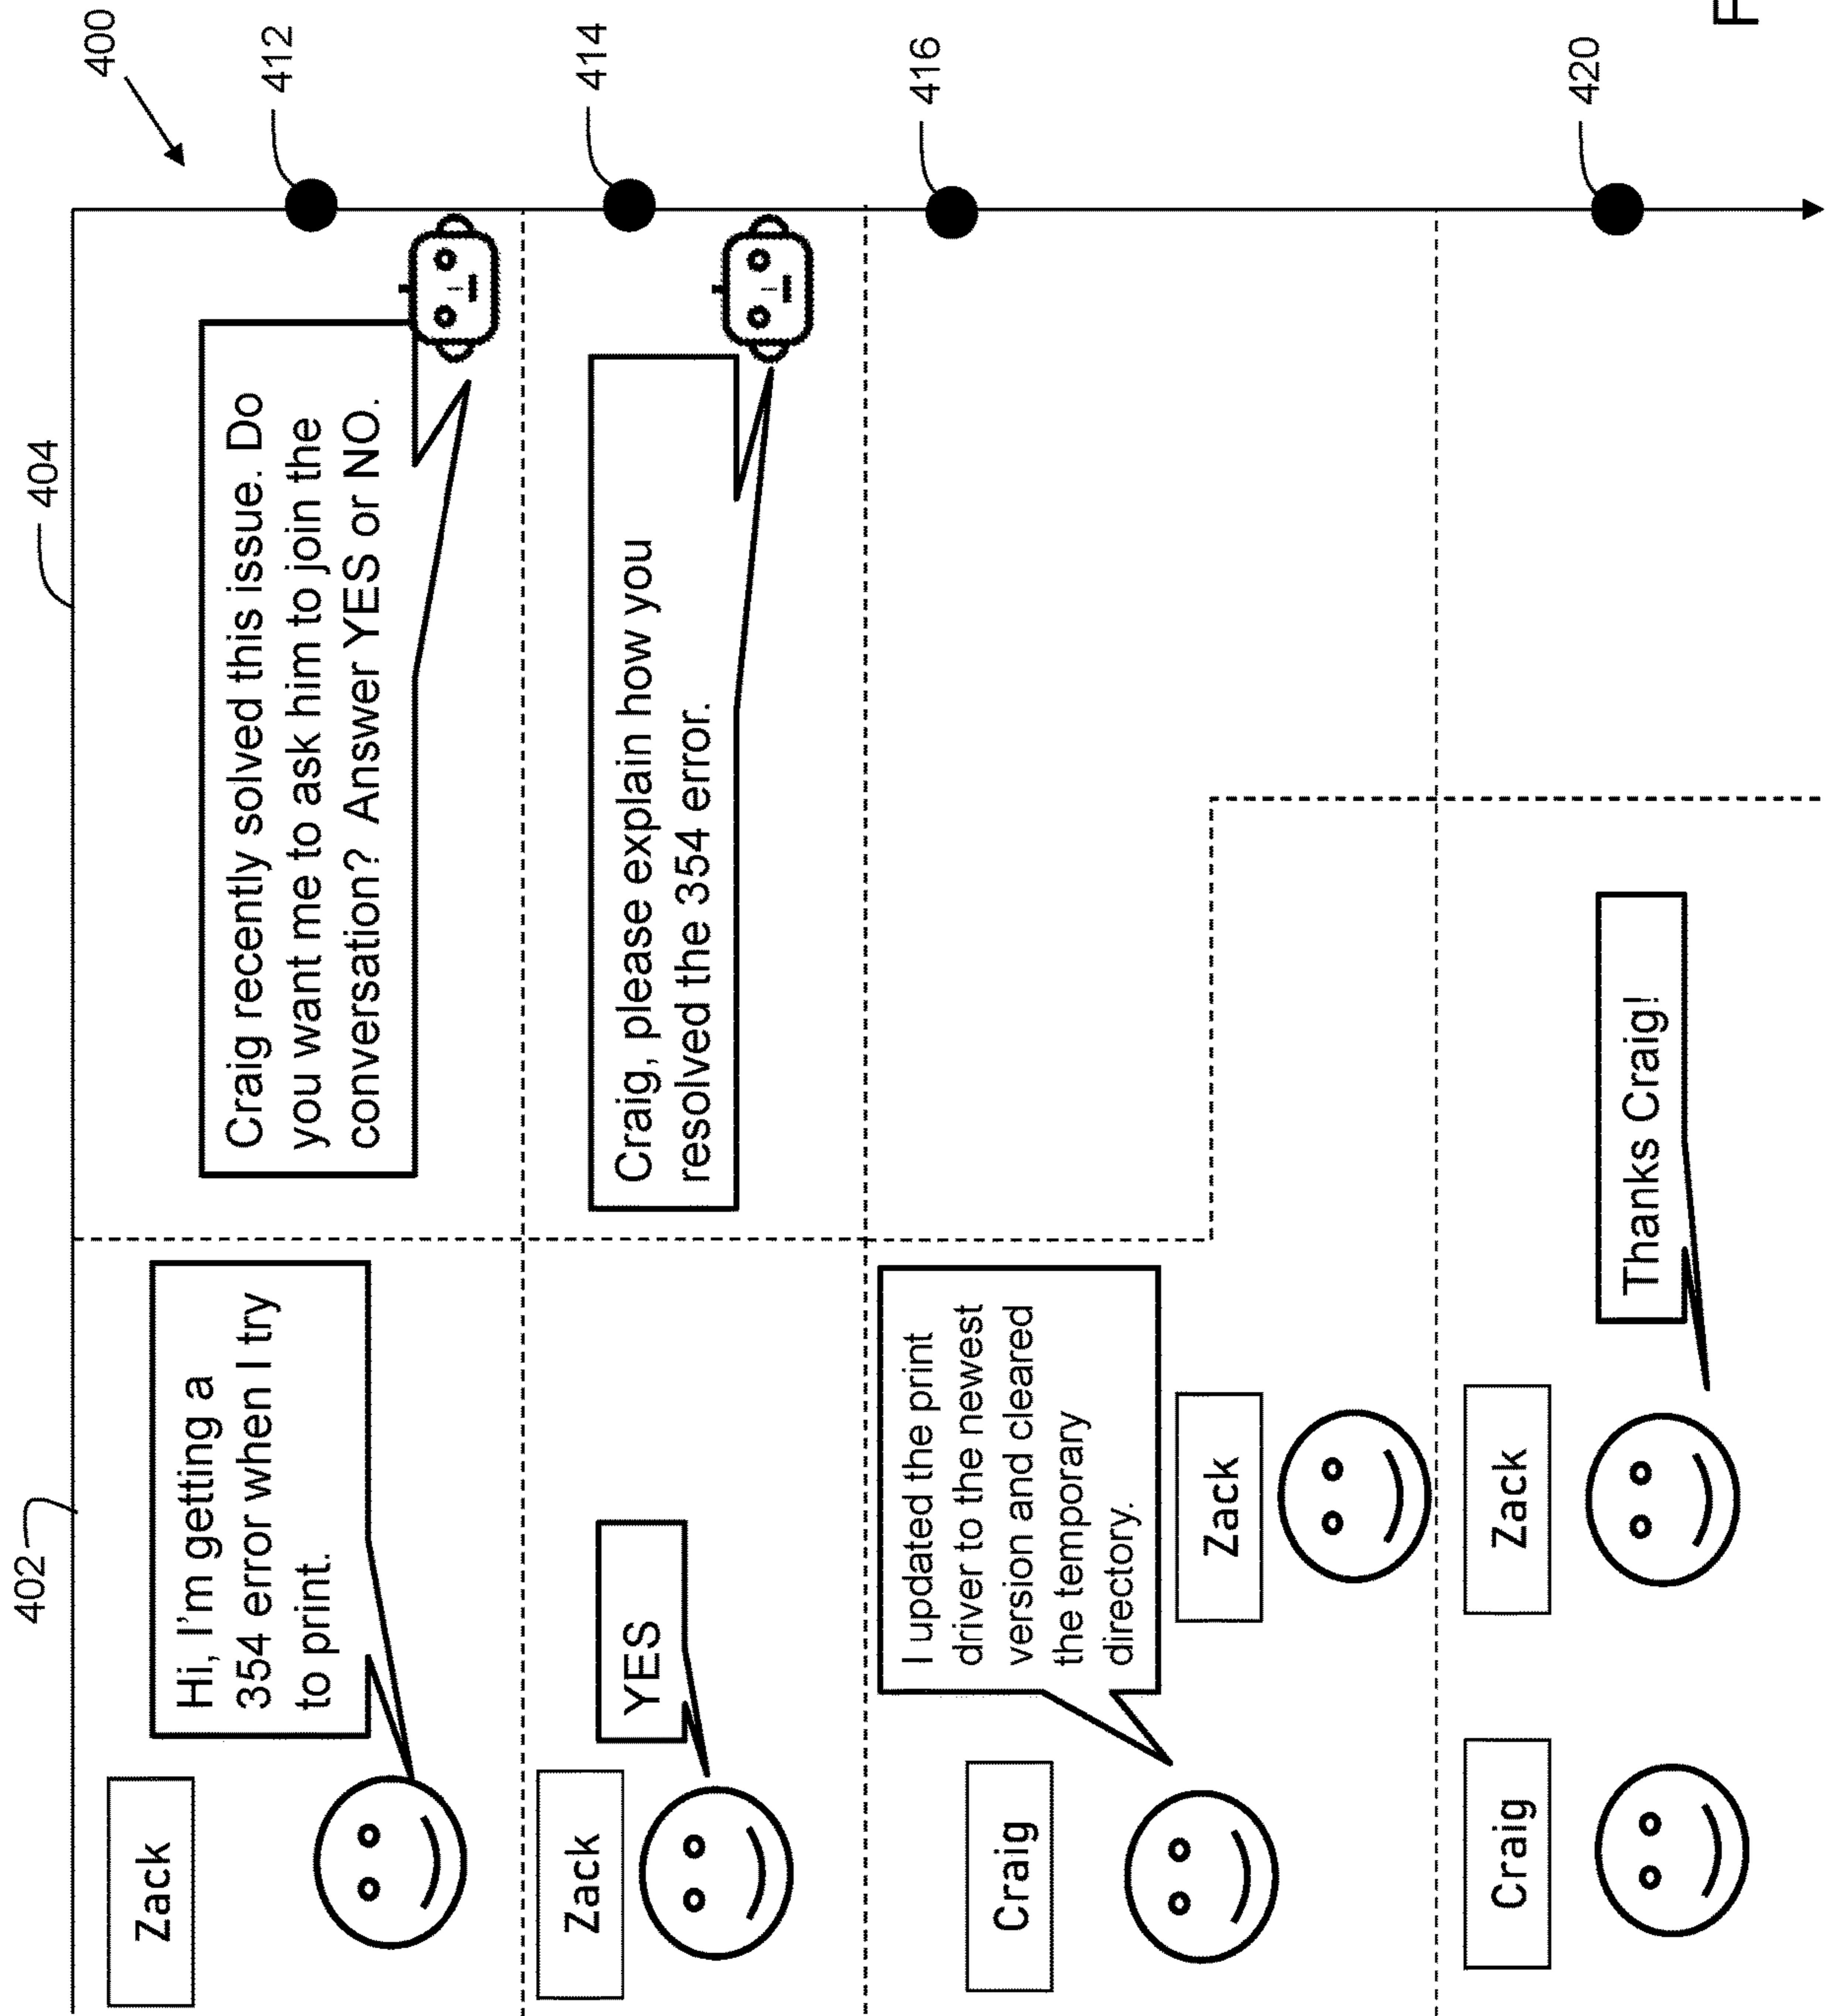 400
402
404
412
Zack
Hi, I'm getting a
354 error when I try
to print.
Craig recently solved this issue. Do
you want me to ask him to join the
conversation? Answer YES or NO.
414
Zack
YES
Craig, please explain how you
resolved the 354 error.
416
Craig
I updated the print
driver to the newest
version and cleared
the temporary
directory.
Zack
420
Craig
Zack
Thanks Craig!
F